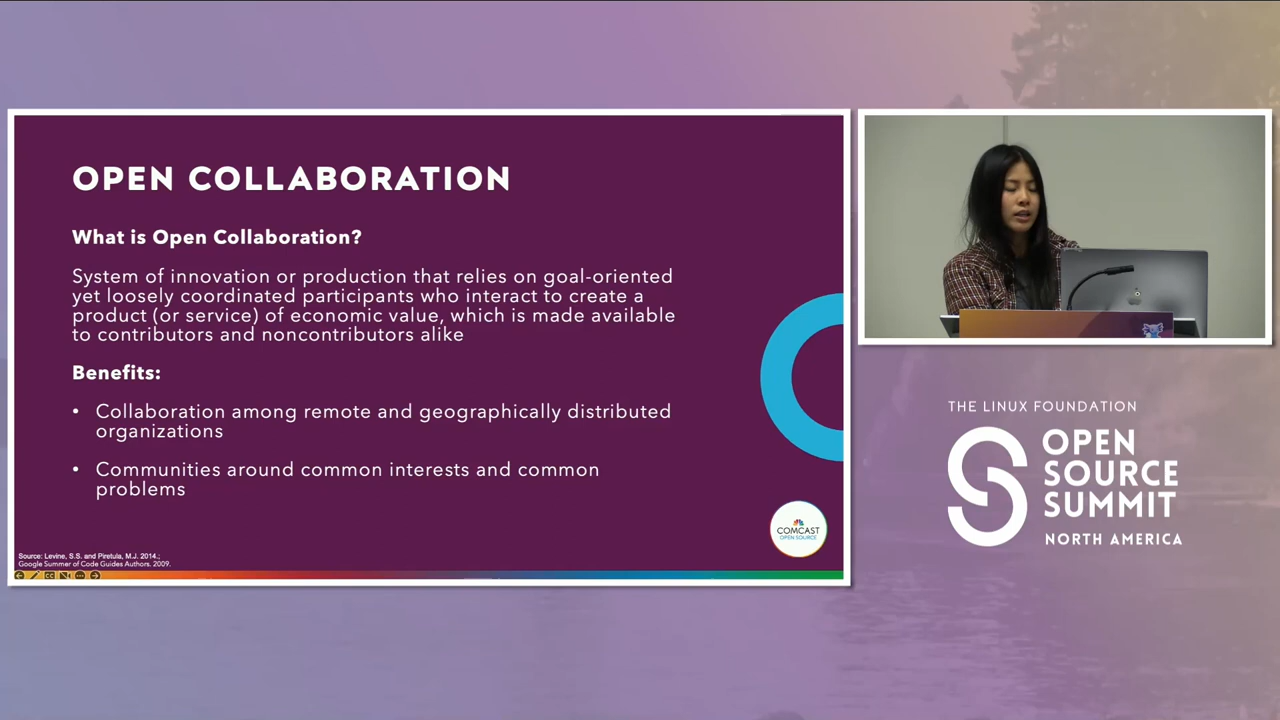 OPEN COLLABORATION
What is Open Collaboration?
System of innovation or production that relies on goal-oriented
yet loosely coordinated participants who interact to create a
product (or service) of economic value, which is made available
to contributors and noncontributors alike
Benefits:
• Collaboration among remote and geographically distributed
organizations
• Communities around common interests and common
problems
COMCAST
OPEN SOURCE
Source: Levine, S.S. and Pietula, M.J. 2014.;
Google Summer of Code Guides Authors. 2009.
THE LINUX FOUNDATION
OPEN
SOURCE
SUMMIT
NORTH AMERICA